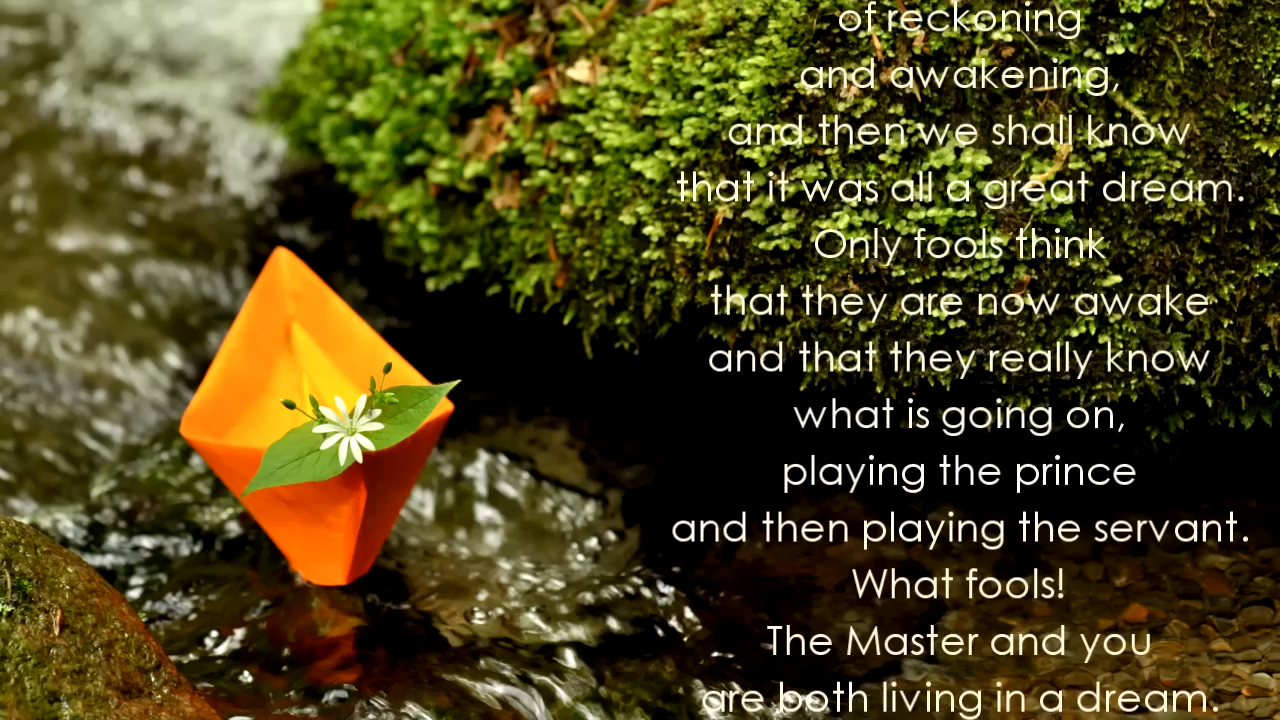 of reckoning
and awakening,
and then we shall know
that it was all a great dream.
Only fools think
that they are now awake
and that they really know
what is going on,
playing the prince
and then playing the servant.
What fools!
The Master and you
are both living in a dream.